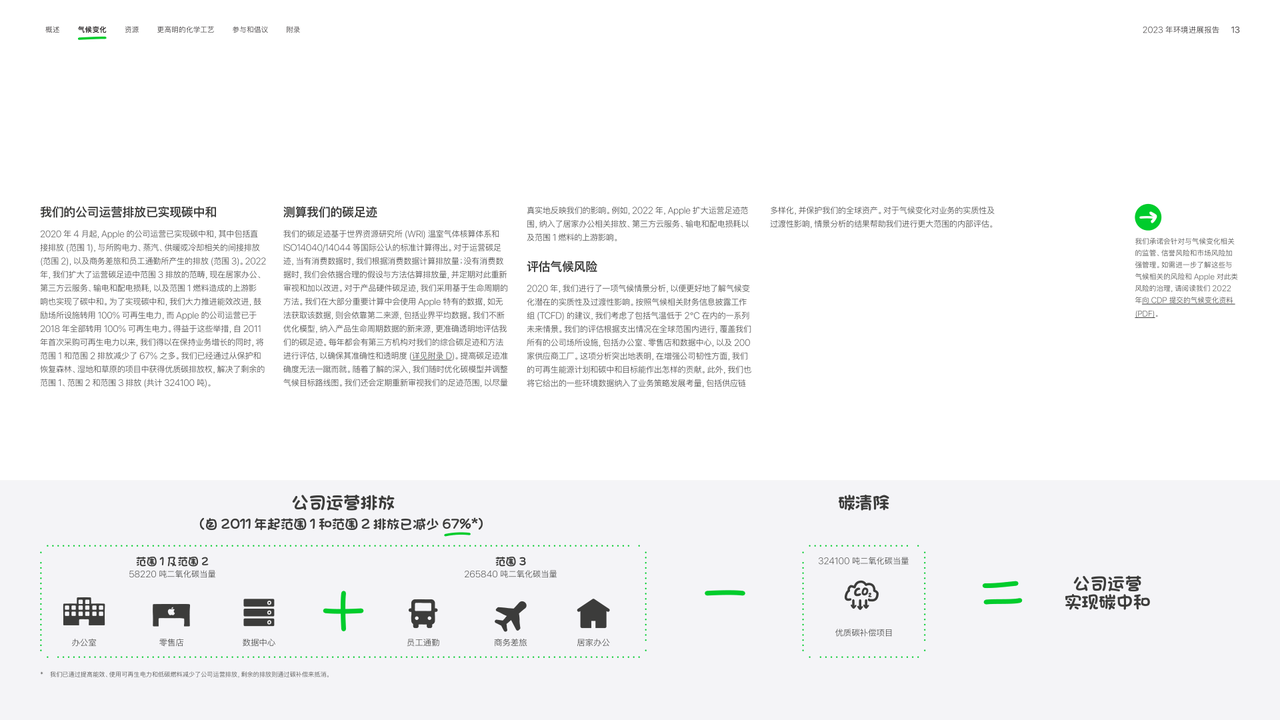 概述 气候变化 资源 更高明的化学工艺 参与和倡议 附录
2023 年环境进展报告 13
我们的公司运营排放已实现碳中和
2020 年 4 月起, Apple 的公司运营已实现碳中和, 其中包括直
接排放 (范围 1)、与所购电力、蒸汽、供暖或冷却相关的间接排放
(范围 2), 以及商务差旅和员工通勤所产生的排放 (范围 3)。2022
年, 我们扩大了运营碳足迹中范围 3 排放的范畴, 现在居家办公、
第三方云服务、输电和配电损耗, 以及范围 1 燃料造成的上游影
响也实现了碳中和。为了实现碳中和, 我们大力推进能效改进, 鼓
励场所设施转用 100% 可再生电力, 而 Apple 的公司运营已于
2018 年全部转用 100% 可再生电力。得益于这些举措, 自 2011
年首次采购可再生电力以来, 我们得以在保持业务增长的同时, 将
范围 1 和范围 2 排放减少了 67% 之多。我们已经通过从保护和
恢复森林、湿地和草原的项目中获得优质碳排放权, 解决了剩余的
范围 1、范围 2 和范围 3 排放 (共计 324100 吨)。
测算我们的碳足迹
我们的碳足迹基于世界资源研究所 (WRI) 温室气体核算体系和
ISO14040/14044 等国际公认的标准计算得出。对于运营碳足
迹, 当有消费数据时, 我们根据消费数据计算排放量; 没有消费数
据时, 我们会依据合理的假设与方法估算排放量, 并定期对此重新
审视和加以改进。对于产品硬件碳足迹, 我们采用基于生命周期的
方法。我们在大部分重要计算中会使用 Apple 特有的数据, 如无
法获取该数据, 则会依靠第二来源, 包括业界平均数据。我们不断
优化模型, 纳入产品生命周期数据的新来源, 更准确透明地评估我
们的碳足迹。每年都会有第三方机构对我们的综合碳足迹和方法
进行评估, 以确保其准确性和透明度 (详见附录 D)。提高碳足迹准
确度无法一蹴而就。随着了解的深入, 我们随时优化碳模型并调整
气候目标路线图。我们还会定期重新审视我们的足迹范围, 以尽量
真实地反映我们的影响。例如, 2022 年, Apple 扩大运营足迹范
围, 纳入了居家办公相关排放、第三方云服务、输电和配电损耗以
及范围 1 燃料的上游影响。
评估气候风险
2020 年, 我们进行了一项气候情景分析, 以便更好地了解气候变
化潜在的实质性及过渡性影响。按照气候相关财务信息披露工作
组 (TCFD) 的建议, 我们考虑了包括气温低于 2°C 在内的一系列
未来情景。我们的评估根据支出情况在全球范围内进行, 覆盖我们
所有的公司场所设施, 包括办公室、零售店和数据中心, 以及 200
家供应商工厂。这项分析突出地表明, 在增强公司韧性方面, 我们
的可再生能源计划和碳中和目标能作出怎样的贡献。此外, 我们也
将它给出的一些环境数据纳入了业务策略发展考量, 包括供应链
多样化, 并保护我们的全球资产。对于气候变化对业务的实质性及
过渡性影响, 情景分析的结果帮助我们进行更大范围的内部评估。
我们承诺会针对与气候变化相关
的监管、信誉风险和市场风险加
强管理。如需进一步了解这些与
气候相关的风险和 Apple 对此类
风险的治理, 请阅读我们 2022
年向 CDP 提交的气候变化资料
(PDF)。
公司运营排放
(自 2011 年起范围 1 和范围 2 排放已减少 67%*)
范围 1 及范围 2
58220 吨二氧化碳当量
办公室 零售店 数据中心
+
范围 3
265840 吨二氧化碳当量
员工通勤 商务差旅 居家办公
−
碳清除
324100 吨二氧化碳当量
CO₂
优质碳补偿项目
=
公司运营
实现碳中和
* 我们已通过提高能效、使用可再生电力和低碳燃料减少了公司运营排放, 剩余的排放则通过碳补偿来抵消。